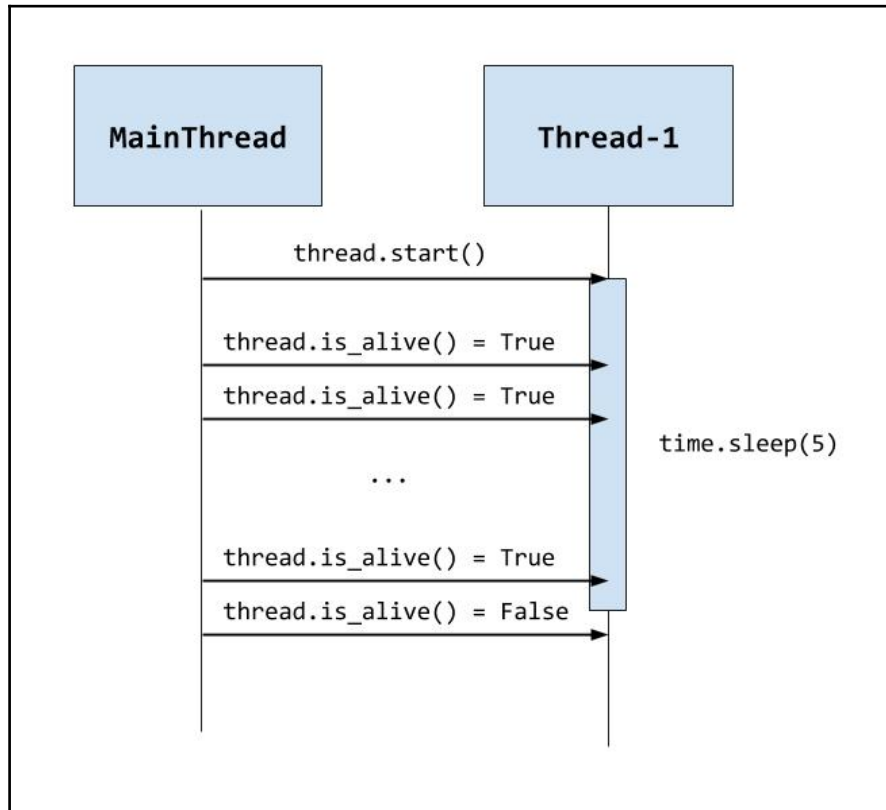 MainThread
Thread-1
thread.start()
thread.is_alive() = True
thread.is_alive() = True
time.sleep(5)
...
thread.is_alive() = True
thread.is_alive() = False